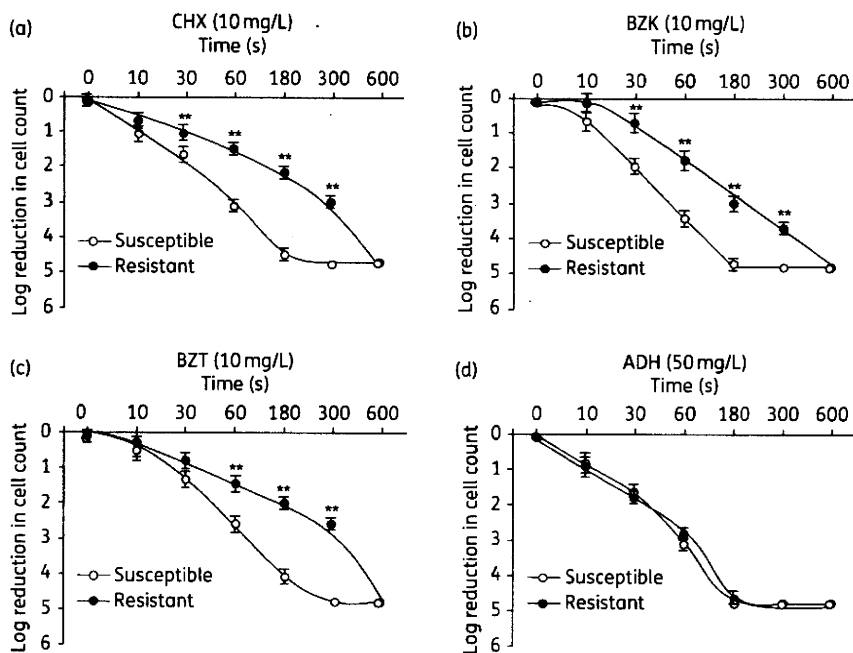 (a)
CHX (10 mg/L)
Time (s)
0 10 30 60 180 300 600
Log reduction in cell count
0
1
2
3
4
5
6
** ** ** **
Susceptible
Resistant
(b)
BZK (10 mg/L)
Time (s)
0 10 30 60 180 300 600
Log reduction in cell count
0
1
2
3
4
5
6
** ** ** **
Susceptible
Resistant
(c)
BZT (10 mg/L)
Time (s)
0 10 30 60 180 300 600
Log reduction in cell count
0
1
2
3
4
5
6
** ** **
Susceptible
Resistant
(d)
ADH (50 mg/L)
Time (s)
0 10 30 60 180 300 600
Log reduction in cell count
0
1
2
3
4
5
6
Susceptible
Resistant